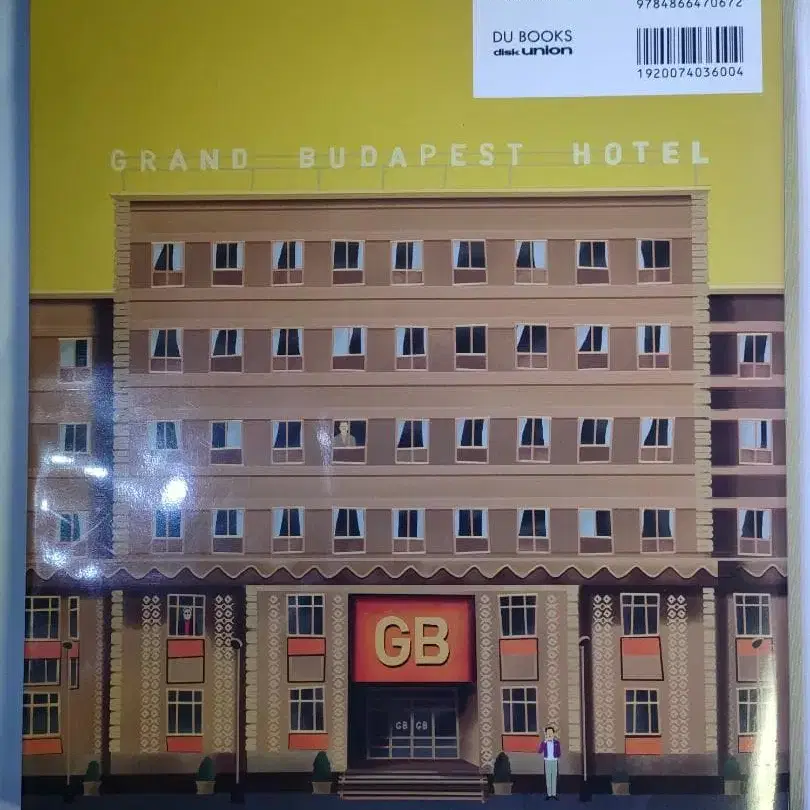 9784866470672
DU BOOKS
disk union
1920074036004
GRAND BUDAPEST HOTEL
GB
GB GB